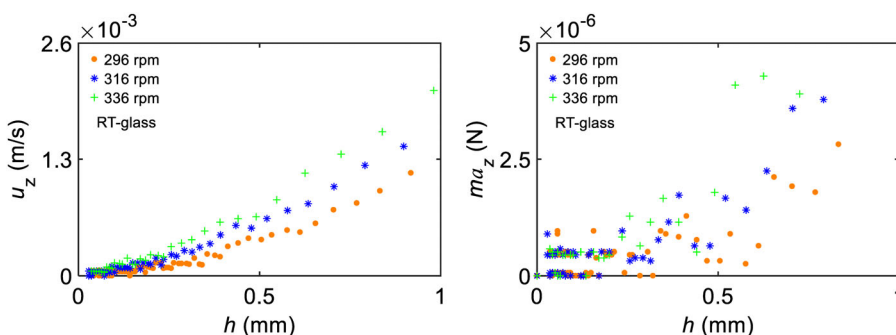 ×10⁻³
2.6
296 rpm
316 rpm
336 rpm
RT-glass
1.3
0
0
0.5
1
u_z (m/s)
h (mm)
×10⁻⁶
5
296 rpm
316 rpm
336 rpm
RT-glass
2.5
0
0
0.5
1
ma_z (N)
h (mm)